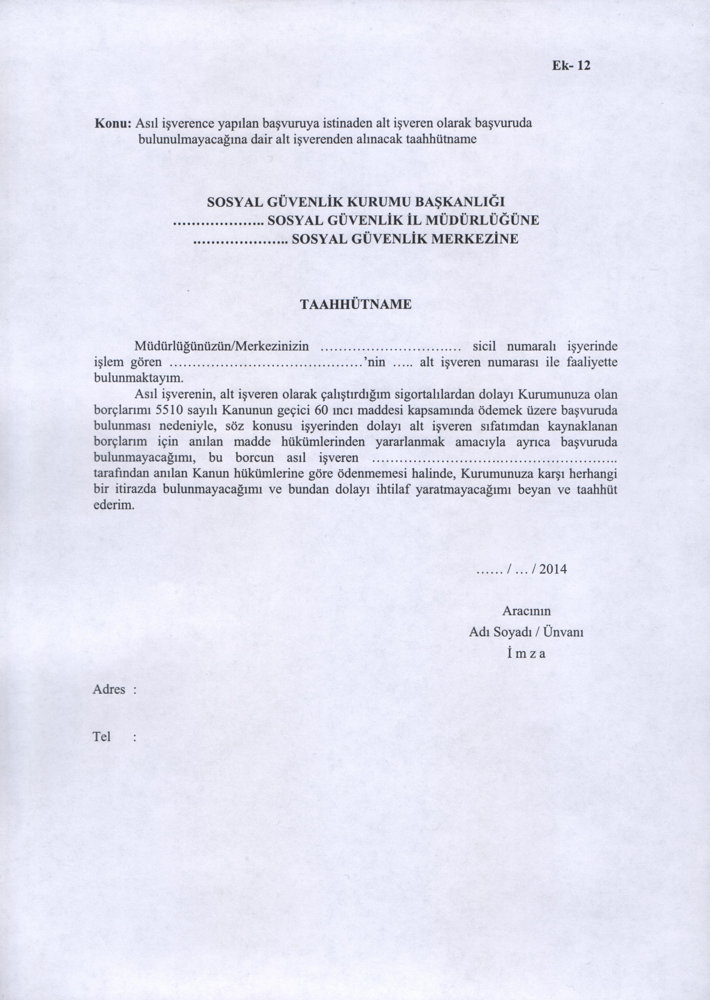 Ek- 12
Konu: Asıl işverence yapılan başvuruya istinaden alt işveren olarak başvuruda
bulunulmayacağına dair alt işverenden alınacak taahhütname
SOSYAL GÜVENLİK KURUMU BAŞKANLIĞI
.................... SOSYAL GÜVENLİK İL MÜDÜRLÜĞÜNE
..................... SOSYAL GÜVENLİK MERKEZİNE
TAAHHÜTNAME
Müdürlüğünüzün/Merkezinizin ............................... sicil numaralı işyerinde
işlem gören ..........................................’nin ..... alt işveren numarası ile faaliyette
bulunmaktayım.
Asıl işverenin, alt işveren olarak çalıştırdığım sigortalılardan dolayı Kurumunuza olan
borçlarımı 5510 sayılı Kanunun geçici 60 ıncı maddesi kapsamında ödemek üzere başvuruda
bulunması nedeniyle, söz konusu işyerinden dolayı alt işveren sıfatımdan kaynaklanan
borçlarım için anılan madde hükümlerinden yararlanmak amacıyla ayrıca başvuruda
bulunmayacağımı, bu borcun asıl işveren .....................................................
tarafından anılan Kanun hükümlerine göre ödenmemesi halinde, Kurumunuza karşı herhangi
bir itirazda bulunmayacağımı ve bundan dolayı ihtilaf yaratmayacağımı beyan ve taahhüt
ederim.
...... / ... / 2014
Aracının
Adı Soyadı / Ünvanı
İ m z a
Adres :
Tel :